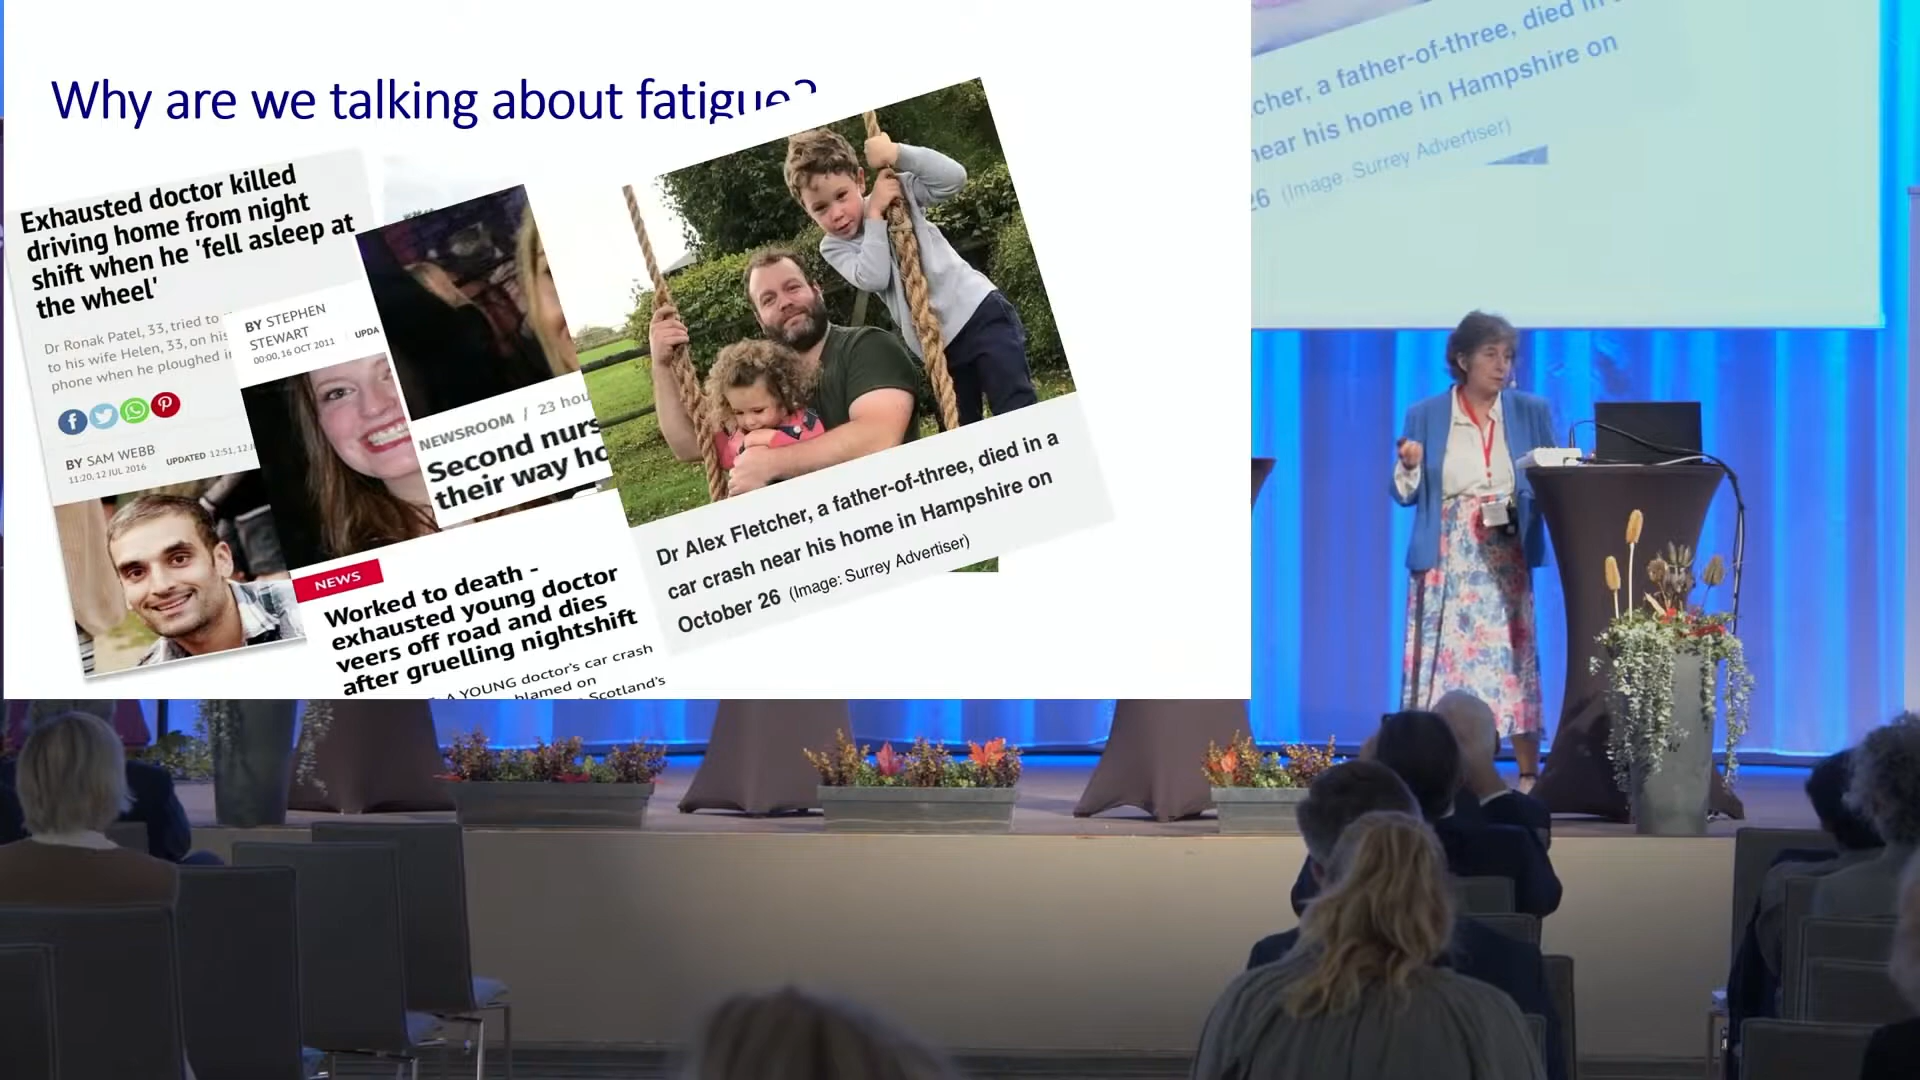 Why are we talking about fatigue?
Exhausted doctor killed
driving home from night
shift when he 'fell asleep at
the wheel'
Dr Ronak Patel, 33, tried to
to his wife Helen, 33, on his
phone when he ploughed
BY SAM WEBB
11:20, 12 JUL 2016 UPDATED 12:51, 12
BY STEPHEN
STEWART
00:00, 16 OCT 2011 UPDA
NEWSROOM / 23 hou
Second nurs
their way ho
NEWS
Worked to death -
exhausted young doctor
veers off road and dies
after gruelling nightshift
A YOUNG doctor's car crash
blamed on
Scotland's
Dr Alex Fletcher, a father-of-three, died in a
car crash near his home in Hampshire on
October 26 (Image: Surrey Advertiser)
cher, a father-of-three, died in
near his home in Hampshire on
26 (Image: Surrey Advertiser)